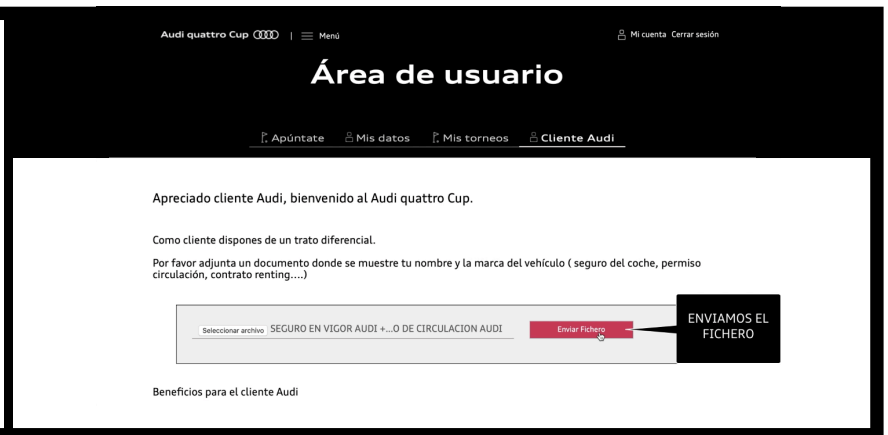 Audi quattro Cup | Menú
Mi cuenta Cerrar sesión
Área de usuario
Apúntate Mis datos Mis torneos Cliente Audi
Apreciado cliente Audi, bienvenido al Audi quattro Cup.
Como cliente dispones de un trato diferencial.
Por favor adjunta un documento donde se muestre tu nombre y la marca del vehículo ( seguro del coche, permiso
circulación, contrato renting....)
Seleccionar archivo SEGURO EN VIGOR AUDI +...O DE CIRCULACION AUDI
Enviar Fichero
ENVIAMOS EL
FICHERO
Beneficios para el cliente Audi